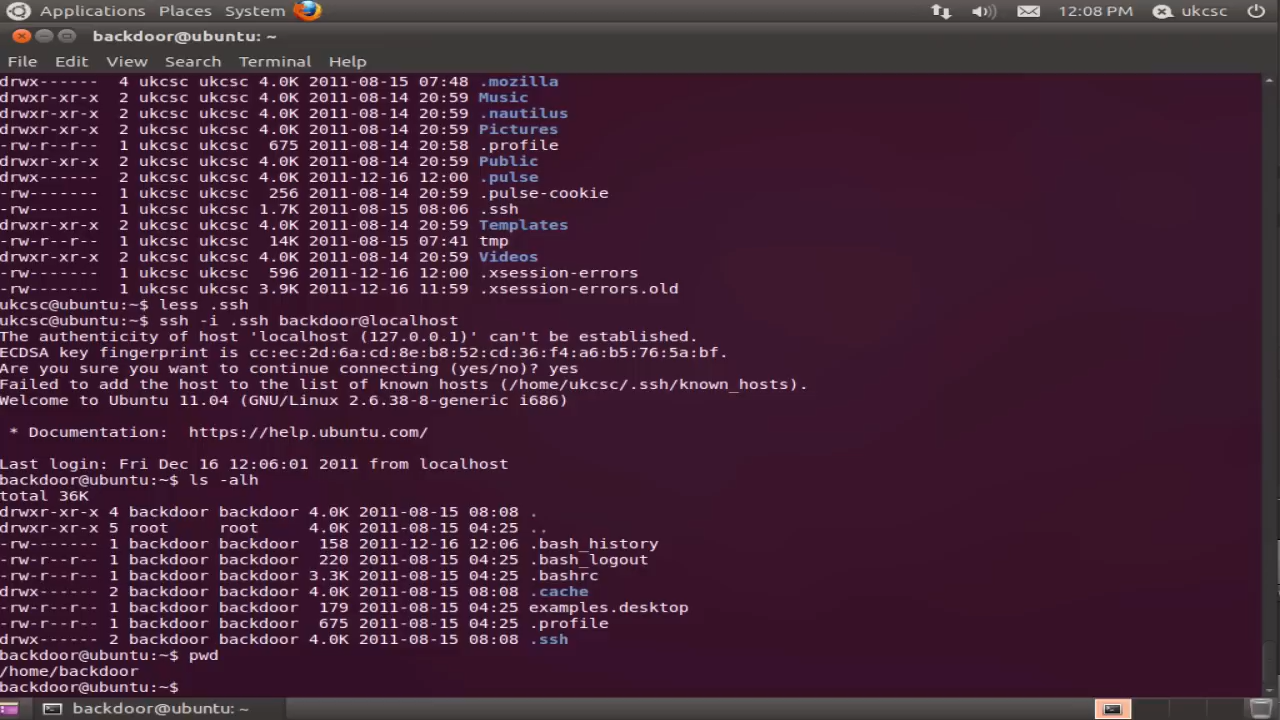 Applications Places System 12:08 PM ukcsc
backdoor@ubuntu: ~
File Edit View Search Terminal Help
drwx------ 4 ukcsc ukcsc 4.0K 2011-08-15 07:48 .mozilla
drwxr-xr-x 2 ukcsc ukcsc 4.0K 2011-08-14 20:59 Music
drwxr-xr-x 2 ukcsc ukcsc 4.0K 2011-08-14 20:59 .nautilus
drwxr-xr-x 2 ukcsc ukcsc 4.0K 2011-08-14 20:59 Pictures
-rw-r--r-- 1 ukcsc ukcsc 675 2011-08-14 20:58 .profile
drwxr-xr-x 2 ukcsc ukcsc 4.0K 2011-08-14 20:59 Public
drwx------ 2 ukcsc ukcsc 4.0K 2011-12-16 12:00 .pulse
-rw------- 1 ukcsc ukcsc 256 2011-08-14 20:59 .pulse-cookie
-rw------- 1 ukcsc ukcsc 1.7K 2011-08-15 08:06 .ssh
drwxr-xr-x 2 ukcsc ukcsc 4.0K 2011-08-14 20:59 Templates
-rw-r--r-- 1 ukcsc ukcsc 14K 2011-08-15 07:41 tmp
drwxr-xr-x 2 ukcsc ukcsc 4.0K 2011-08-14 20:59 Videos
-rw------- 1 ukcsc ukcsc 596 2011-12-16 12:00 .xsession-errors
-rw------- 1 ukcsc ukcsc 3.9K 2011-12-16 11:59 .xsession-errors.old
ukcsc@ubuntu:~$ less .ssh
ukcsc@ubuntu:~$ ssh -i .ssh backdoor@localhost
The authenticity of host 'localhost (127.0.0.1)' can't be established.
ECDSA key fingerprint is cc:ec:2d:6a:cd:8e:b8:52:cd:36:f4:a6:b5:76:5a:bf.
Are you sure you want to continue connecting (yes/no)? yes
Failed to add the host to the list of known hosts (/home/ukcsc/.ssh/known_hosts).
Welcome to Ubuntu 11.04 (GNU/Linux 2.6.38-8-generic i686)
* Documentation: https://help.ubuntu.com/
Last login: Fri Dec 16 12:06:01 2011 from localhost
backdoor@ubuntu:~$ ls -alh
total 36K
drwxr-xr-x 4 backdoor backdoor 4.0K 2011-08-15 08:08 .
drwxr-xr-x 5 root root 4.0K 2011-08-15 04:25 ..
-rw------- 1 backdoor backdoor 158 2011-12-16 12:06 .bash_history
-rw-r--r-- 1 backdoor backdoor 220 2011-08-15 04:25 .bash_logout
-rw-r--r-- 1 backdoor backdoor 3.3K 2011-08-15 04:25 .bashrc
drwx------ 2 backdoor backdoor 4.0K 2011-08-15 08:08 .cache
-rw-r--r-- 1 backdoor backdoor 179 2011-08-15 04:25 examples.desktop
-rw-r--r-- 1 backdoor backdoor 675 2011-08-15 04:25 .profile
drwx------ 2 backdoor backdoor 4.0K 2011-08-15 08:08 .ssh
backdoor@ubuntu:~$ pwd
/home/backdoor
backdoor@ubuntu:~$
backdoor@ubuntu: ~